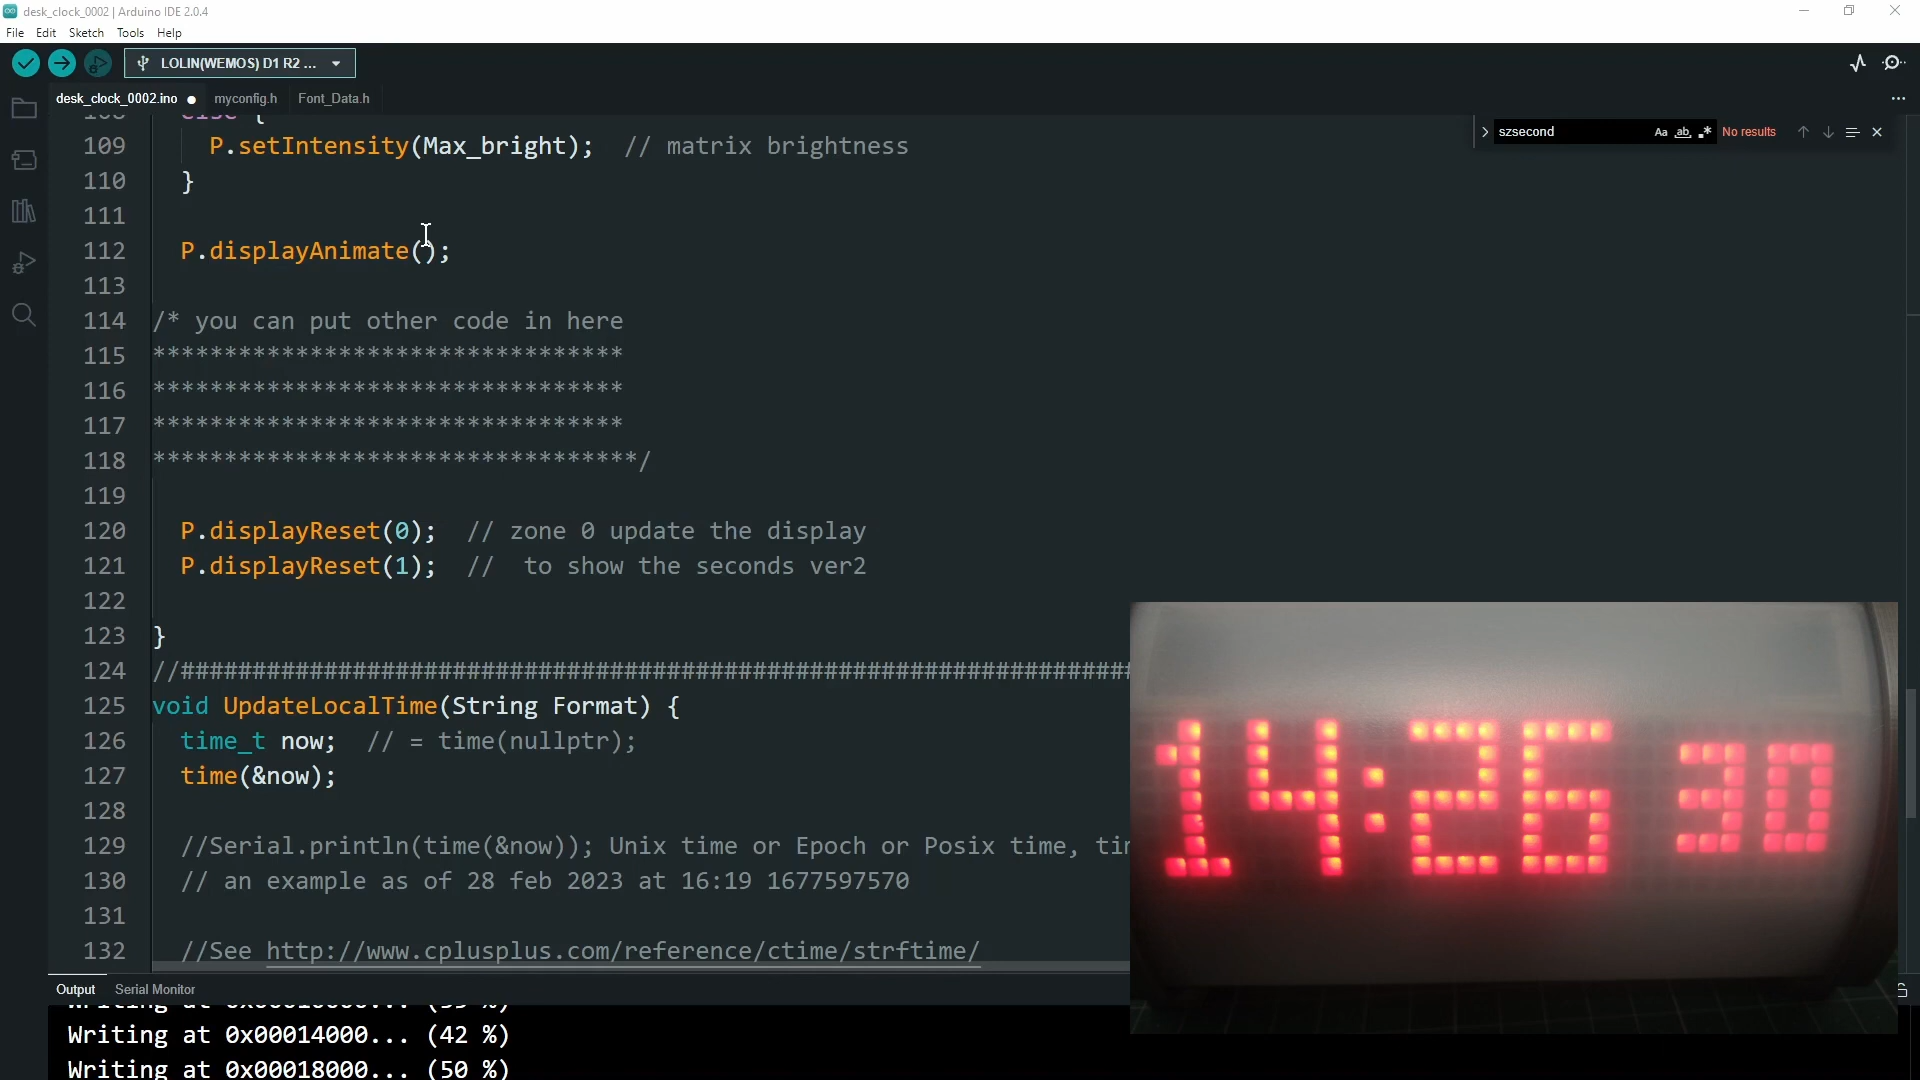 desk_clock_0002 | Arduino IDE 2.0.4
File Edit Sketch Tools Help
LOLIN(WEMOS) D1 R2 ...
desk_clock_0002.ino myconfig.h Font_Data.h
szsecond Aa ab .* No results
108 else {
109 P.setIntensity(Max_bright); // matrix brightness
110 }
111
112 P.displayAnimate();
113
114 /* you can put other code in here
115 *********************************
116 *********************************
117 *********************************
118 **********************************/
119
120 P.displayReset(0); // zone 0 update the display
121 P.displayReset(1); // to show the seconds ver2
122
123 }
124 //###################################################################
125 void UpdateLocalTime(String Format) {
126 time_t now; // = time(nullptr);
127 time(&now);
128
129 //Serial.println(time(&now)); Unix time or Epoch or Posix time,
130 // an example as of 28 feb 2023 at 16:19 1677597570
131
132 //See http://www.cplusplus.com/reference/ctime/strftime/
14:26 30
Output Serial Monitor
Writing at 0x00014000... (42 %)
Writing at 0x00018000... (50 %)